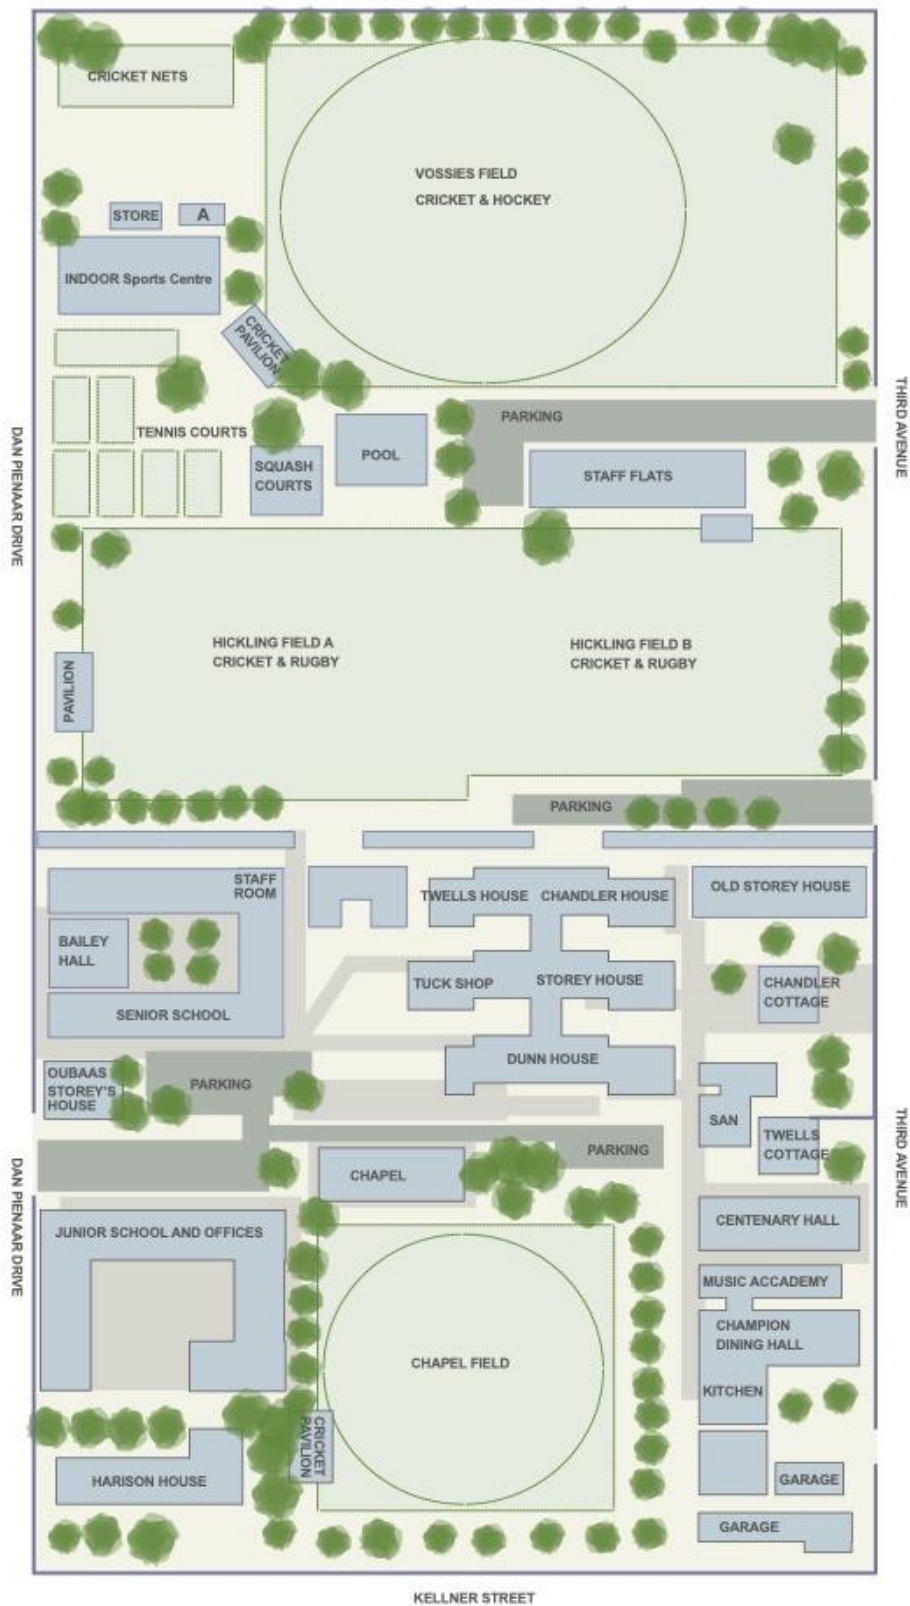 CRICKET NETS
VOSSIES FIELD
CRICKET & HOCKEY
STORE
A
INDOOR Sports Centre
CRICKET
PAVILION
THIRD AVENUE
PARKING
TENNIS COURTS
DAN PIENAAR DRIVE
SQUASH
COURTS
POOL
STAFF FLATS
HICKLING FIELD A
CRICKET & RUGBY
HICKLING FIELD B
CRICKET & RUGBY
PAVILION
PARKING
STAFF
ROOM
TWELLS HOUSE
CHANDLER HOUSE
OLD STOREY HOUSE
BAILEY
HALL
TUCK SHOP
STOREY HOUSE
CHANDLER
COTTAGE
SENIOR SCHOOL
DUNN HOUSE
OUBAAS
STOREY'S
HOUSE
PARKING
SAN
TWELLS
COTTAGE
THIRD AVENUE
PARKING
CHAPEL
DAN PIENAAR DRIVE
JUNIOR SCHOOL AND OFFICES
CENTENARY HALL
MUSIC ACCADEMY
CHAMPION
DINING HALL
CHAPEL FIELD
KITCHEN
CRICKET
PAVILION
HARISON HOUSE
GARAGE
GARAGE
KELLNER STREET